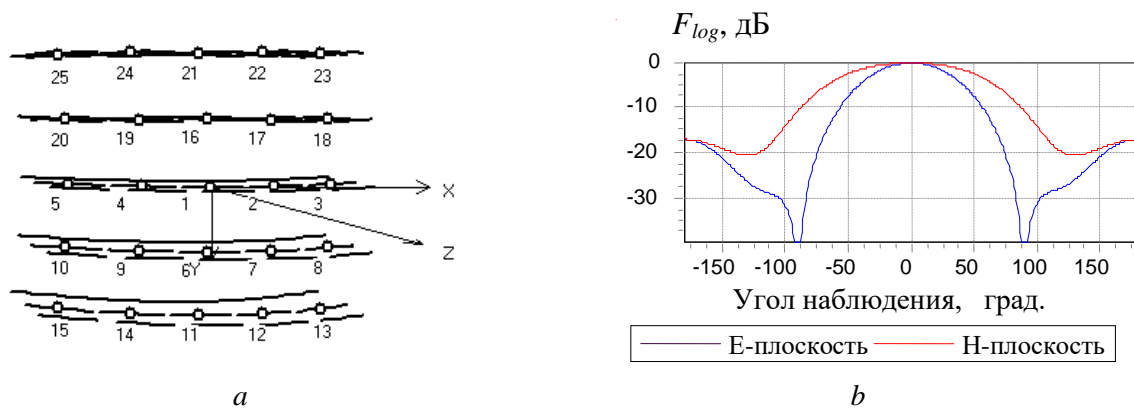 25 24 21 22 23
20 19 16 17 18
5 4 1 2 3 X
Z
10 9 6Y 7 8
15 14 11 12 13
a
F_log, дБ
0
-10
-20
-30
-150 -100 -50 0 50 100 150
Угол наблюдения, град.
Е-плоскость Н-плоскость
b